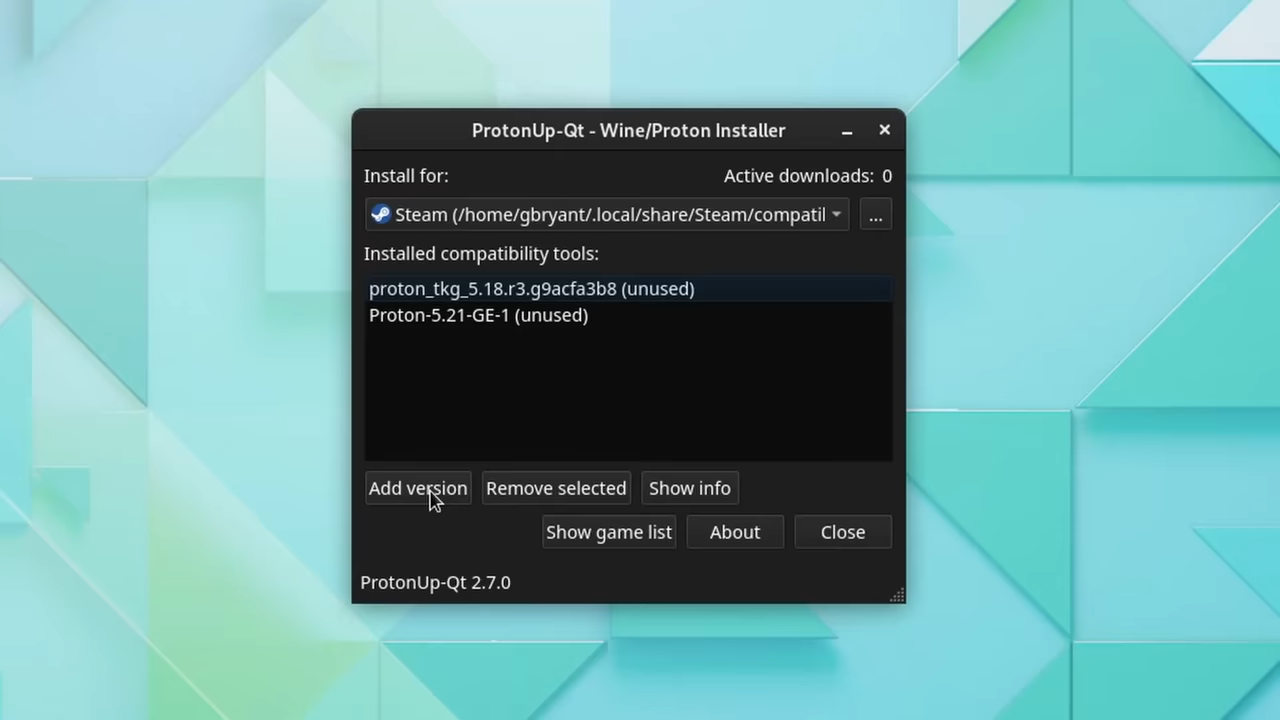 ProtonUp-Qt - Wine/Proton Installer
Install for:
Active downloads: 0
Steam (/home/gbryant/.local/share/Steam/compatil
...
Installed compatibility tools:
proton_tkg_5.18.r3.g9acfa3b8 (unused)
Proton-5.21-GE-1 (unused)
Add version
Remove selected
Show info
Show game list
About
Close
ProtonUp-Qt 2.7.0